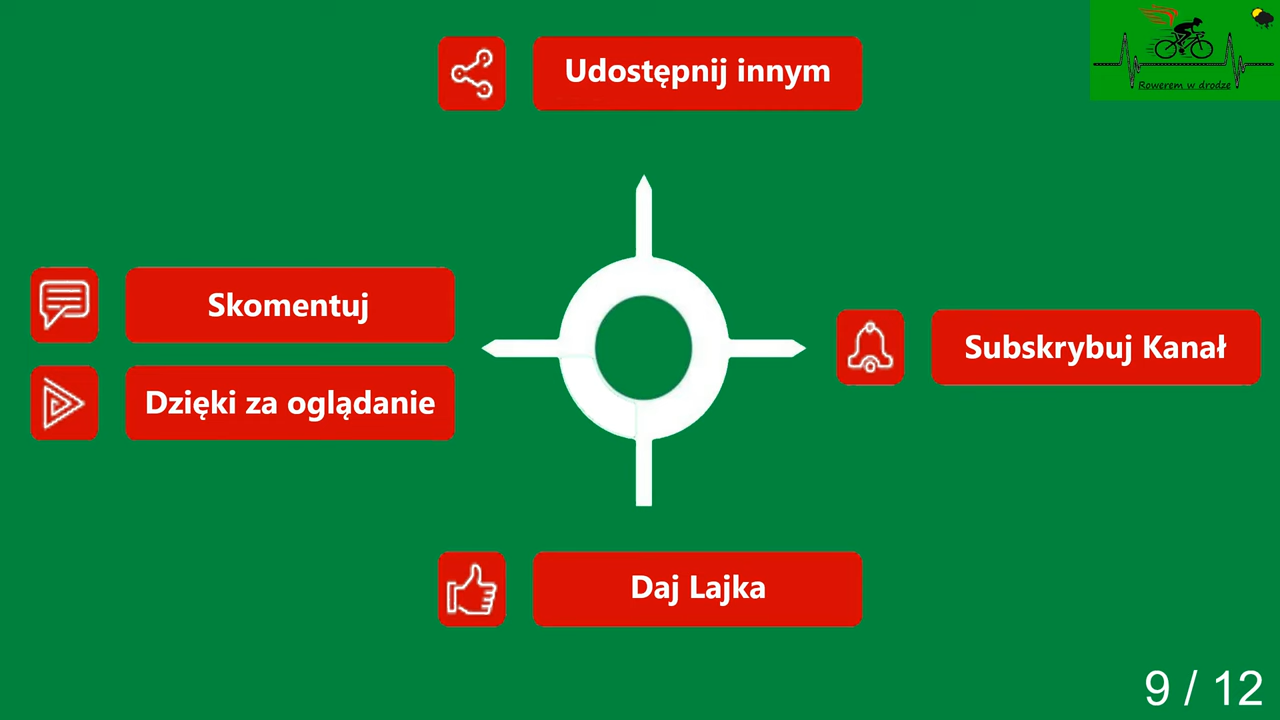 Udostępnij innym
Rowerem w drodze
Skomentuj
Subskrybuj Kanał
Dzięki za oglądanie
Daj Lajka
9 / 12